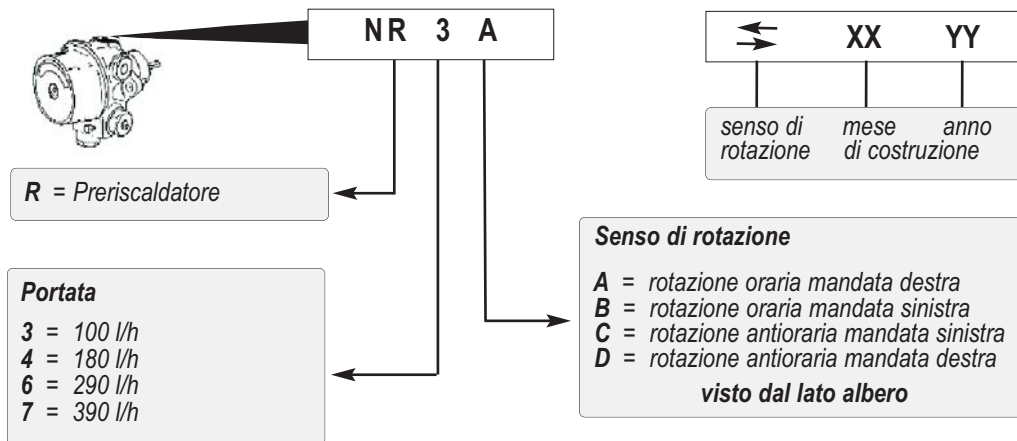 NR 3 A
XX YY
senso di rotazione
mese anno
di costruzione
R = Preriscaldatore
Portata
3 = 100 l/h
4 = 180 l/h
6 = 290 l/h
7 = 390 l/h
Senso di rotazione
A = rotazione oraria mandata destra
B = rotazione oraria mandata sinistra
C = rotazione antioraria mandata sinistra
D = rotazione antioraria mandata destra
visto dal lato albero